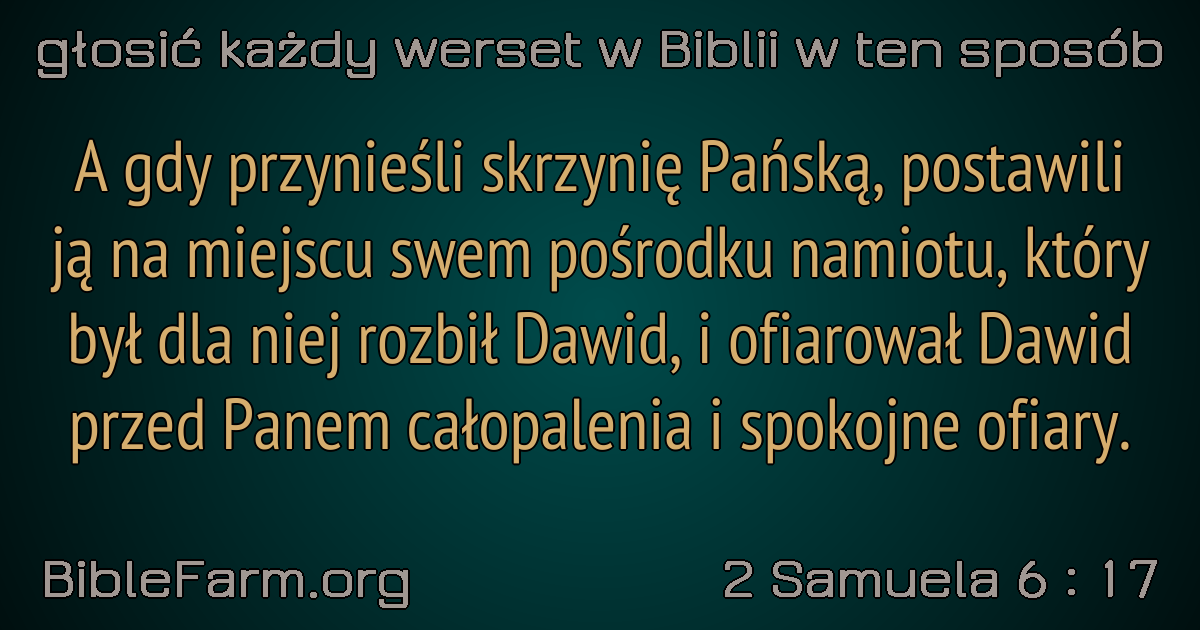 głosić każdy werset w Biblii w ten sposób
A gdy przynieśli skrzynię Pańską, postawili
ją na miejscu swem pośrodku namiotu, który
był dla niej rozbił Dawid, i ofiarował Dawid
przed Panem całopalenia i spokojne ofiary.
BibleFarm.org
2 Samuela 6 : 17